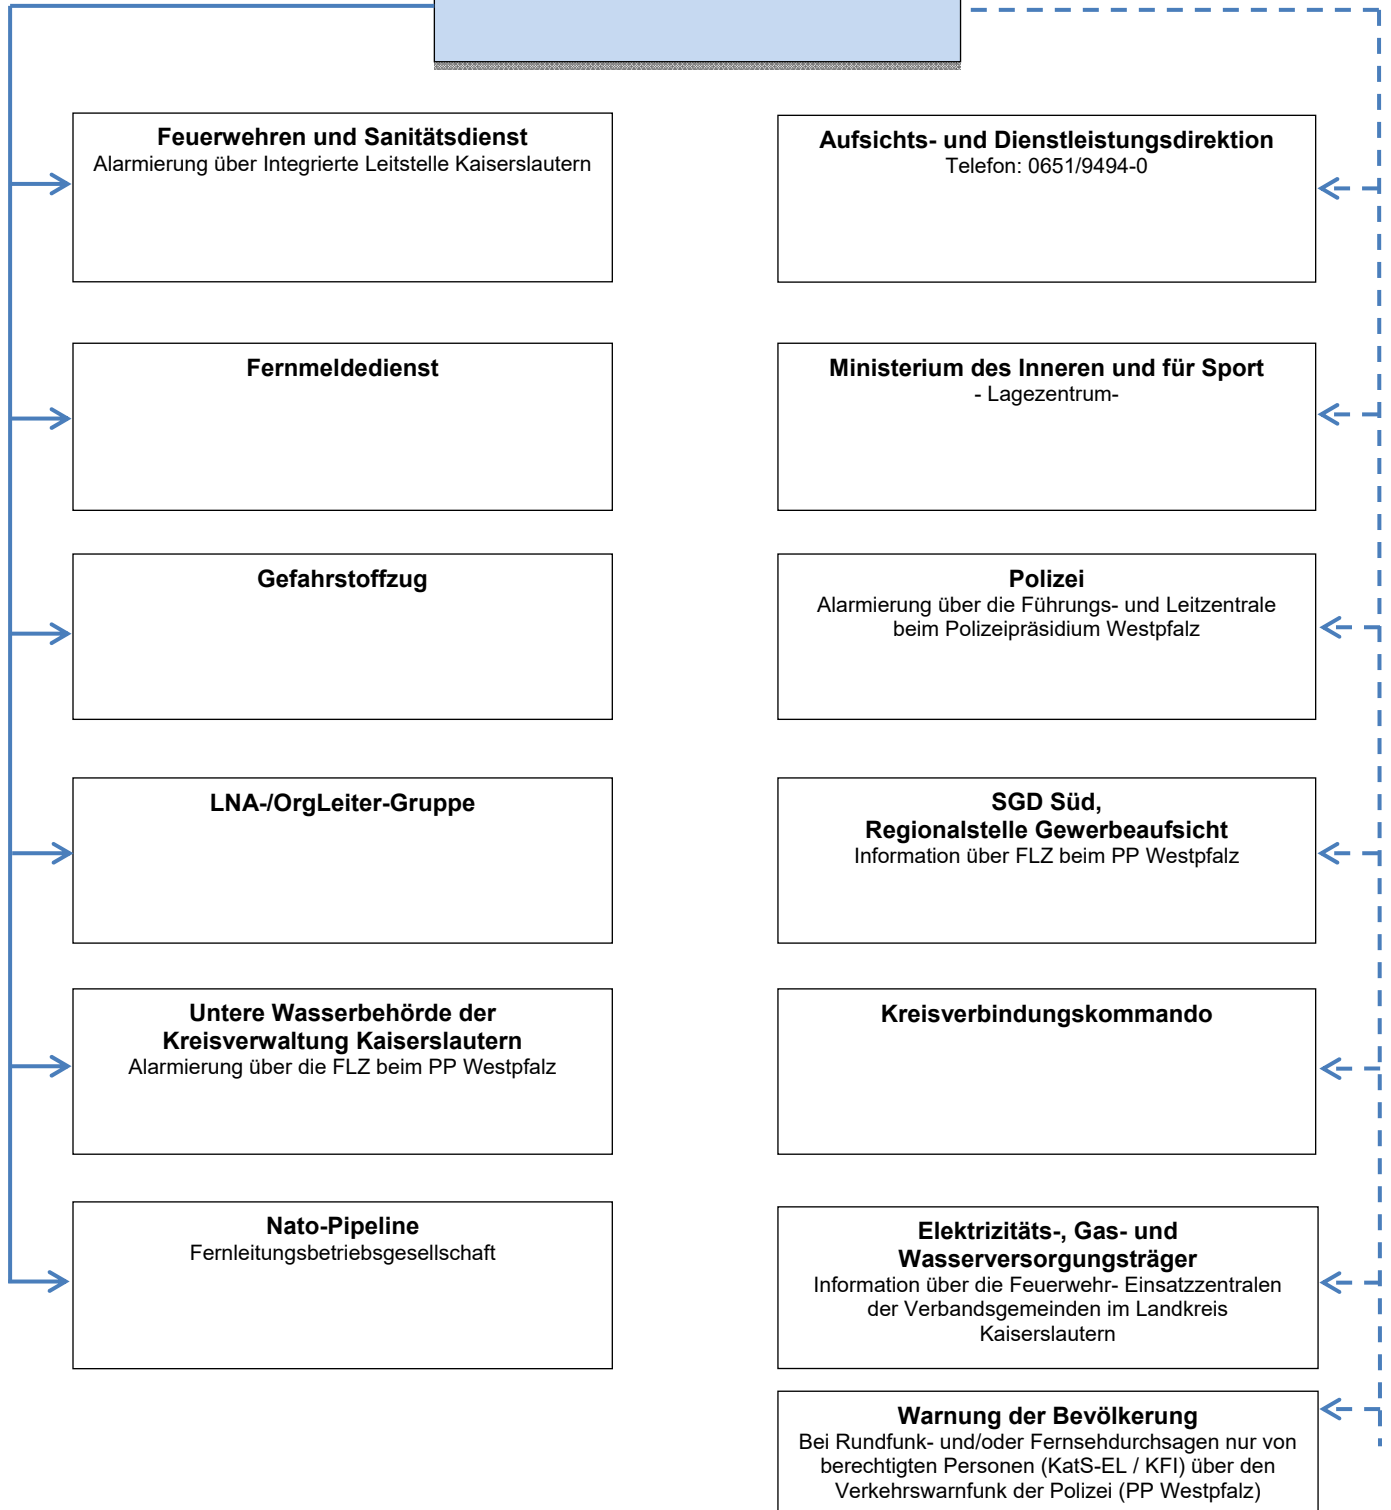 Feuerwehren und Sanitätsdienst
Alarmierung über Integrierte Leitstelle Kaiserslautern
Fernmeldedienst
Gefahrstoffzug
LNA-/OrgLeiter-Gruppe
Untere Wasserbehörde der
Kreisverwaltung Kaiserslautern
Alarmierung über die FLZ beim PP Westpfalz
Nato-Pipeline
Fernleitungsbetriebsgesellschaft
Aufsichts- und Dienstleistungsdirektion
Telefon: 0651/9494-0
Ministerium des Inneren und für Sport
- Lagezentrum-
Polizei
Alarmierung über die Führungs- und Leitzentrale
beim Polizeipräsidium Westpfalz
SGD Süd,
Regionalstelle Gewerbeaufsicht
Information über FLZ beim PP Westpfalz
Kreisverbindungskommando
Elektrizitäts-, Gas- und
Wasserversorgungsträger
Information über die Feuerwehr- Einsatzzentralen
der Verbandsgemeinden im Landkreis
Kaiserslautern
Warnung der Bevölkerung
Bei Rundfunk- und/oder Fernsehdurchsagen nur von
berechtigten Personen (KatS-EL / KFI) über den
Verkehrswarnfunk der Polizei (PP Westpfalz)